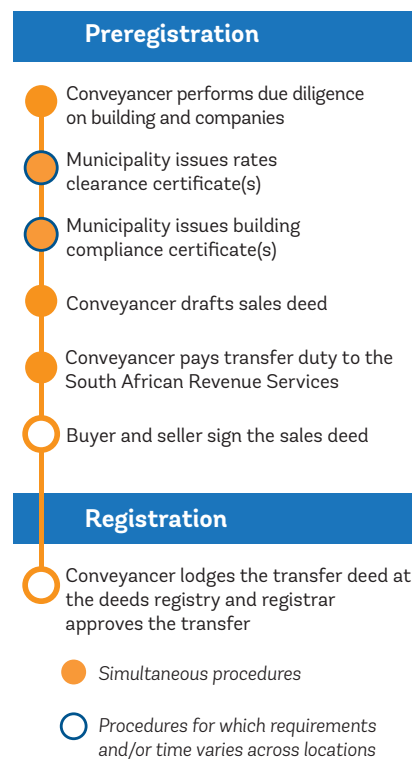 Preregistration
Conveyancer performs due diligence
on building and companies
Municipality issues rates
clearance certificate(s)
Municipality issues building
compliance certificate(s)
Conveyancer drafts sales deed
Conveyancer pays transfer duty to the
South African Revenue Services
Buyer and seller sign the sales deed
Registration
Conveyancer lodges the transfer deed at
the deeds registry and registrar
approves the transfer
Simultaneous procedures
Procedures for which requirements
and/or time varies across locations